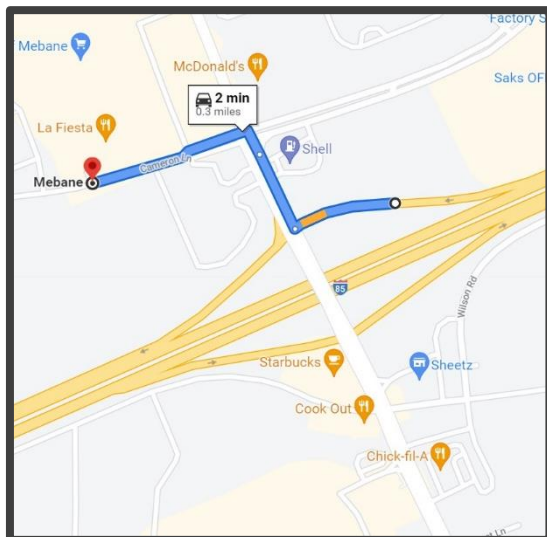 Factory S
Mebane
McDonald's
Saks OF
2 min
0.3 miles
La Fiesta
Shell
Cameron Ln
Mebane
85
Wilson Rd
Starbucks
Sheetz
Cook Out
Chick-fil-A
t Ln